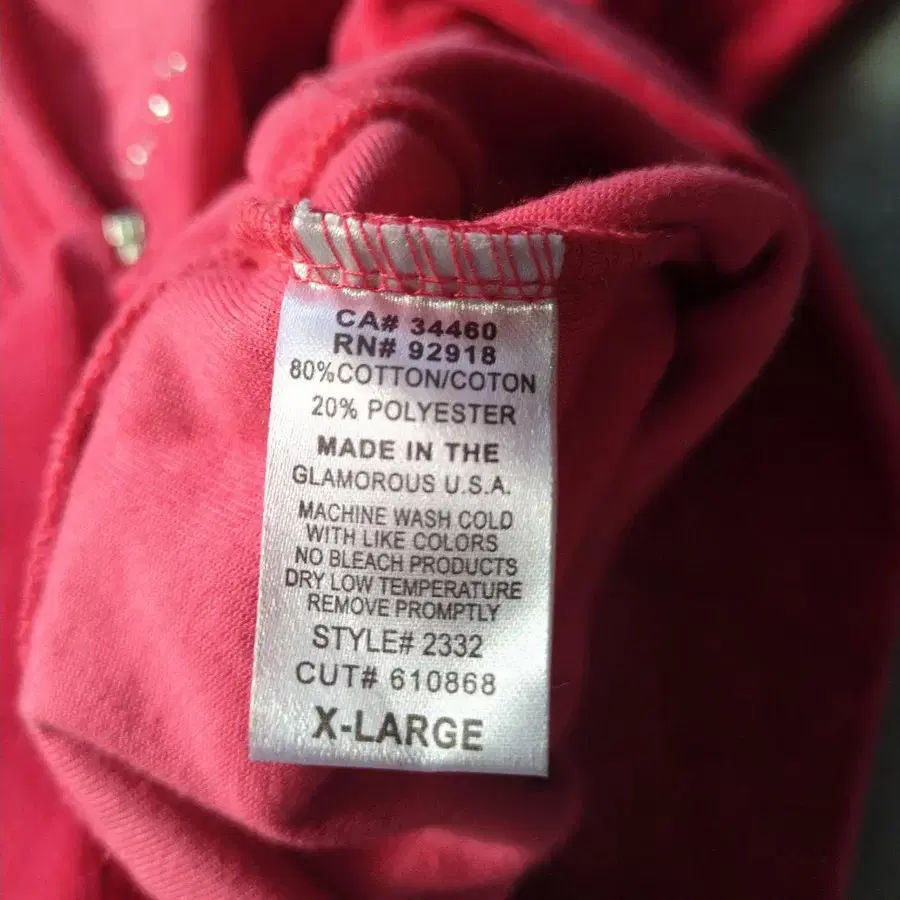 CA# 34460
RN# 92918
80%COTTON/COTON
20% POLYESTER
MADE IN THE
GLAMOROUS U.S.A.
MACHINE WASH COLD
WITH LIKE COLORS
NO BLEACH PRODUCTS
DRY LOW TEMPERATURE
REMOVE PROMPTLY
STYLE# 2332
CUT# 610868
X-LARGE